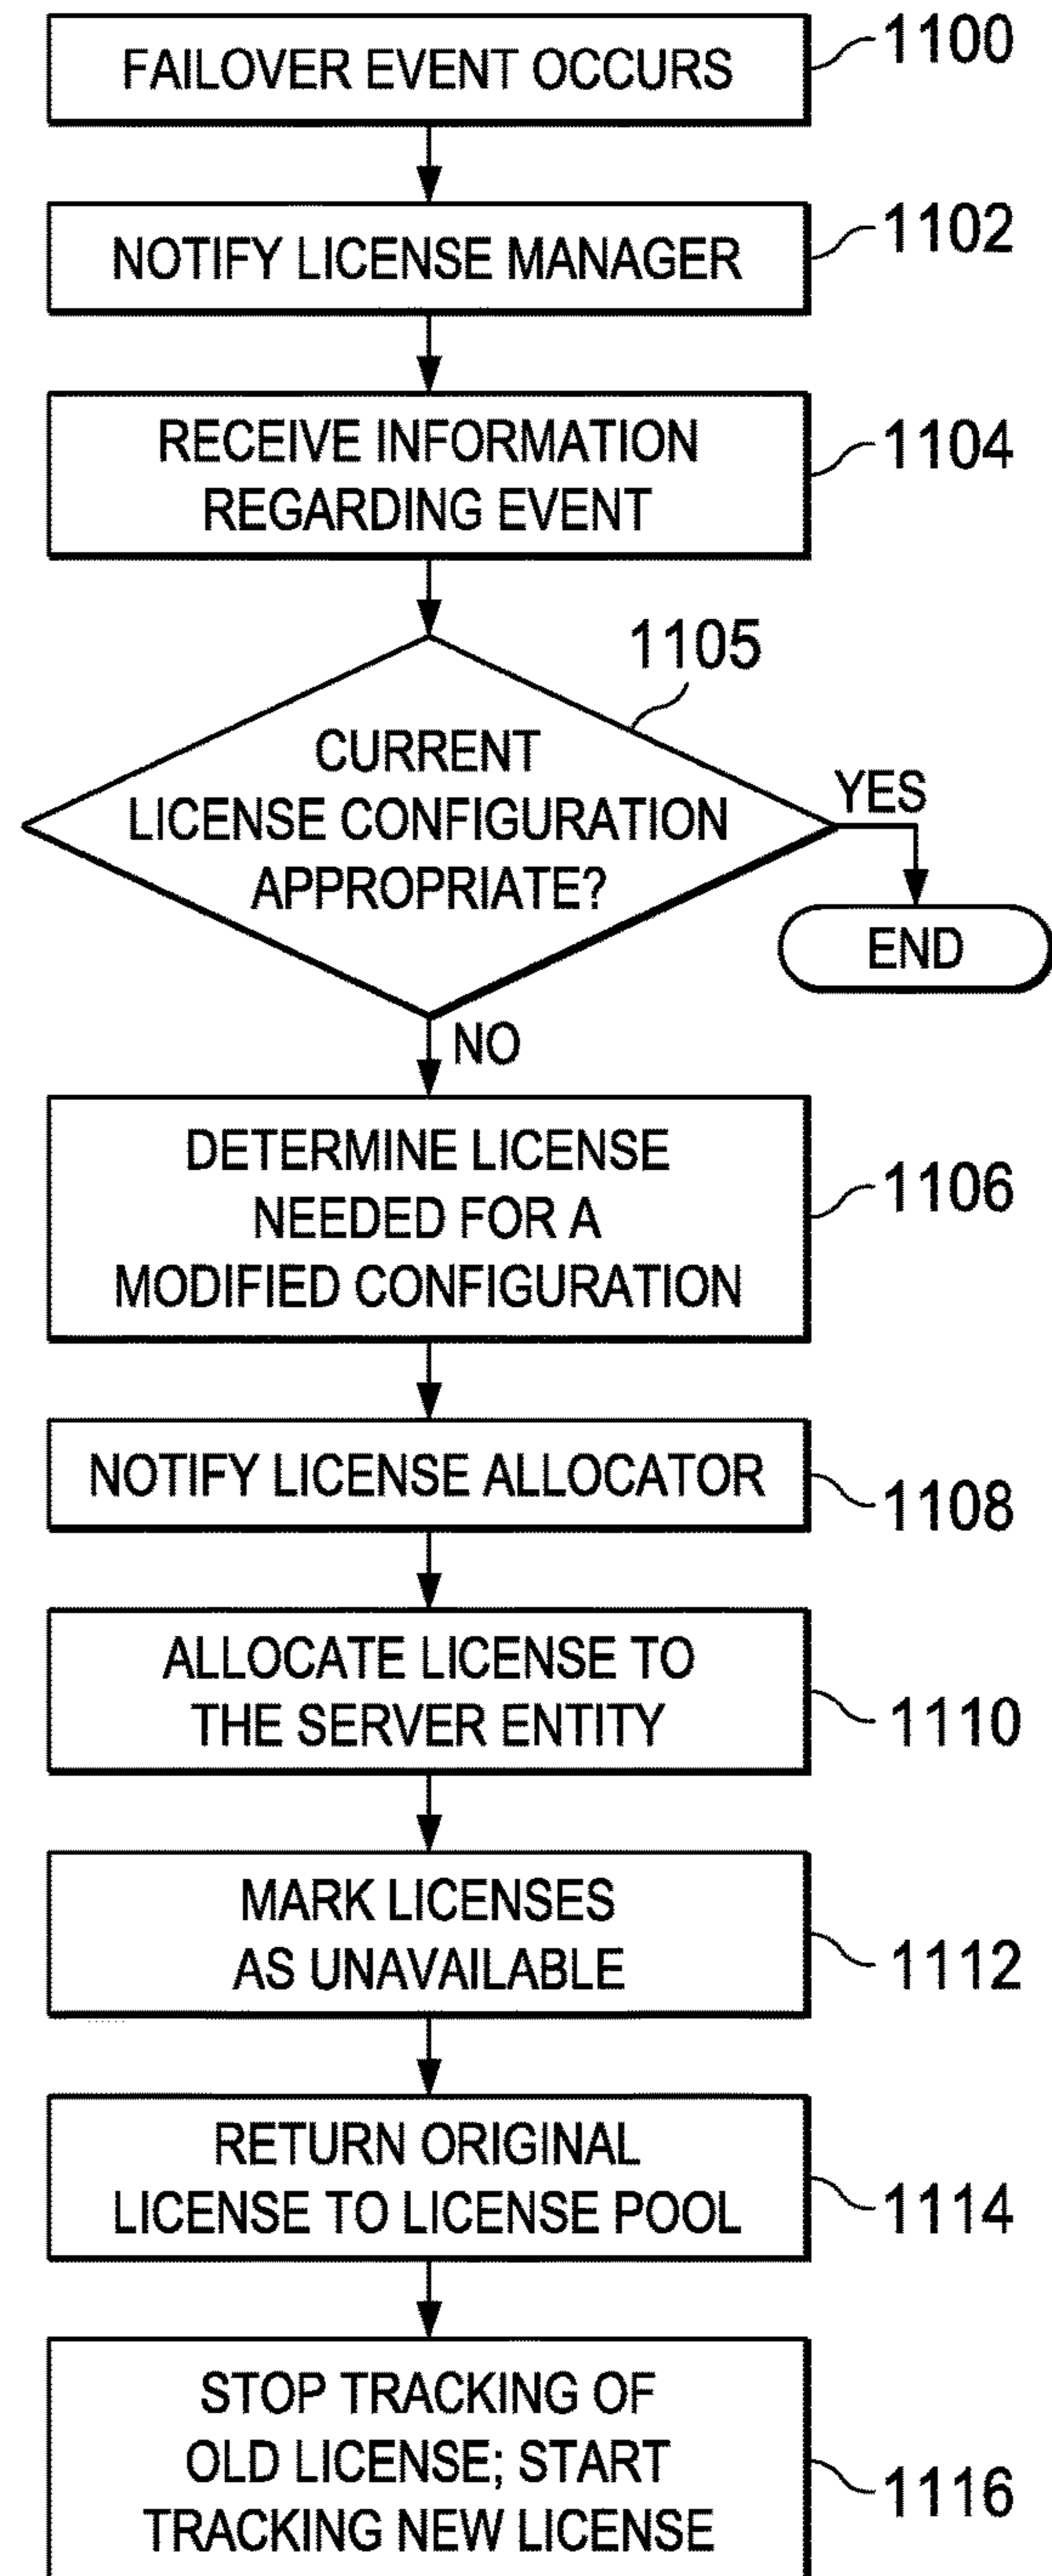 FAILOVER EVENT OCCURS
1100
NOTIFY LICENSE MANAGER
1102
RECEIVE INFORMATION
REGARDING EVENT
1104
1105
CURRENT
LICENSE CONFIGURATION
APPROPRIATE?
YES
END
NO
DETERMINE LICENSE
NEEDED FOR A
MODIFIED CONFIGURATION
1106
NOTIFY LICENSE ALLOCATOR
1108
ALLOCATE LICENSE TO
THE SERVER ENTITY
1110
MARK LICENSES
AS UNAVAILABLE
1112
RETURN ORIGINAL
LICENSE TO LICENSE POOL
1114
STOP TRACKING OF
OLD LICENSE; START
TRACKING NEW LICENSE
1116